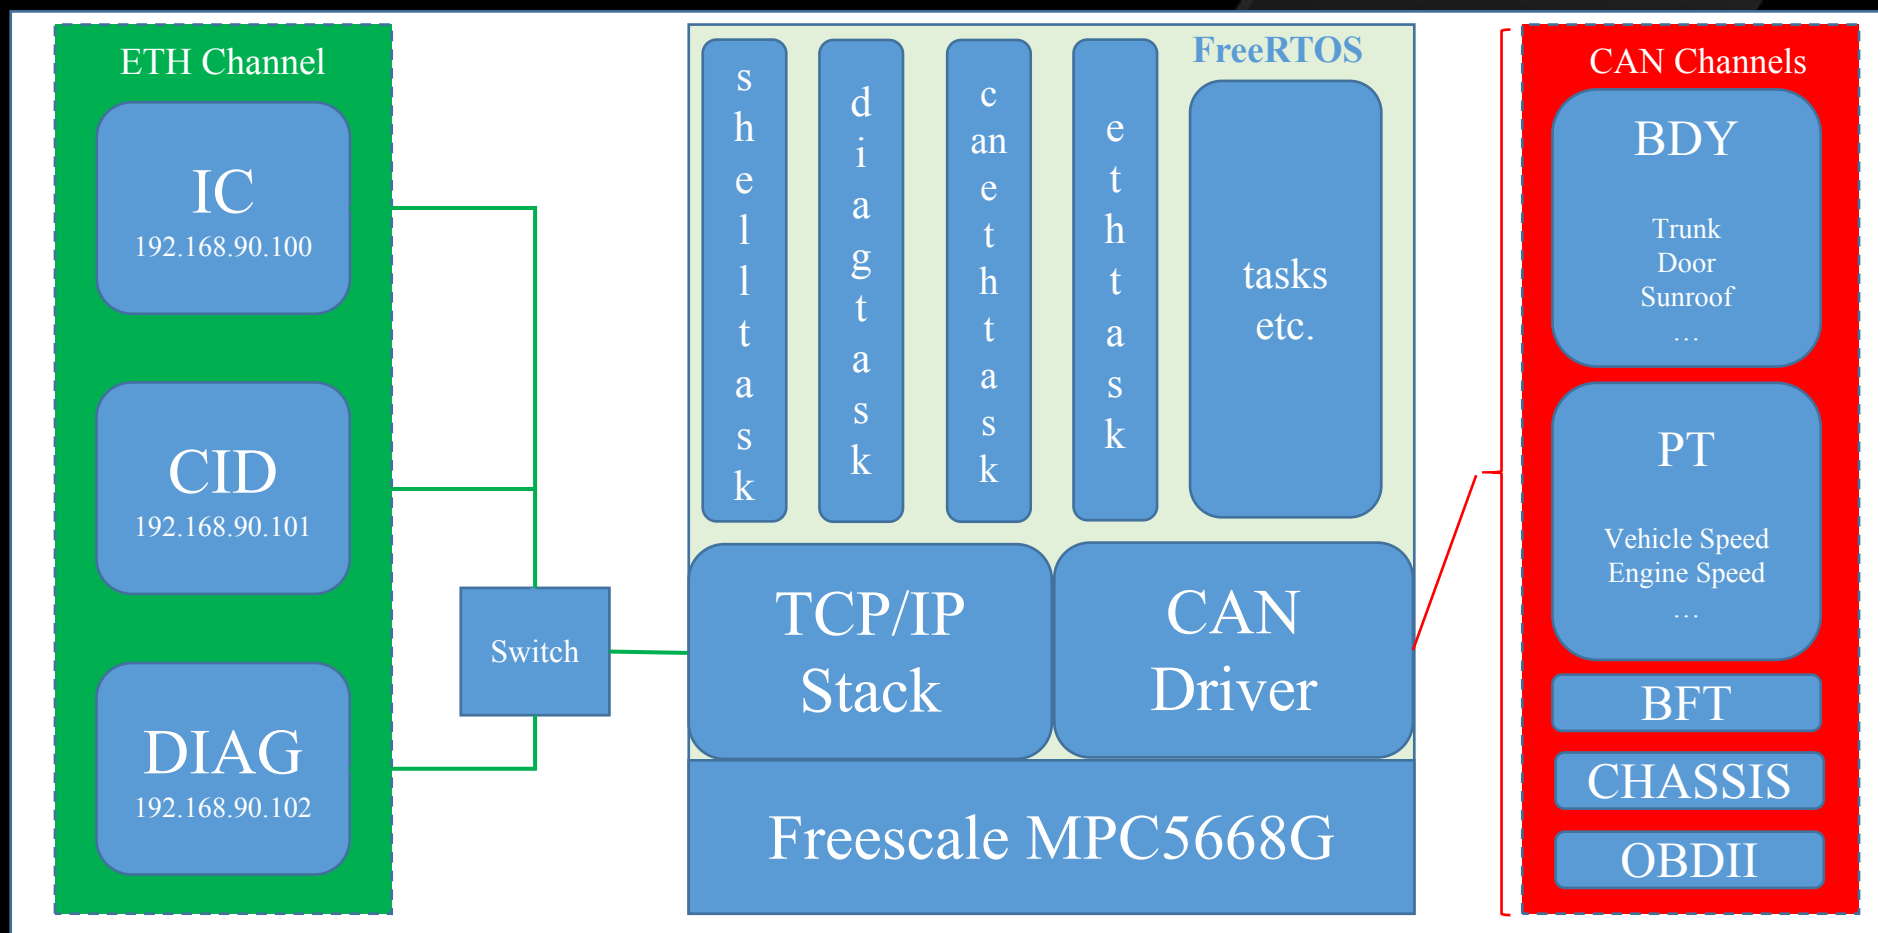 ETH Channel
IC
192.168.90.100
CID
192.168.90.101
DIAG
192.168.90.102
Switch
s
h
e
l
l
t
a
s
k
d
i
a
g
t
a
s
k
c
an
e
t
h
t
a
s
k
e
t
h
t
a
s
k
FreeRTOS
tasks
etc.
TCP/IP
Stack
CAN
Driver
Freescale MPC5668G
CAN Channels
BDY
Trunk
Door
Sunroof
…
PT
Vehicle Speed
Engine Speed
…
BFT
CHASSIS
OBDII